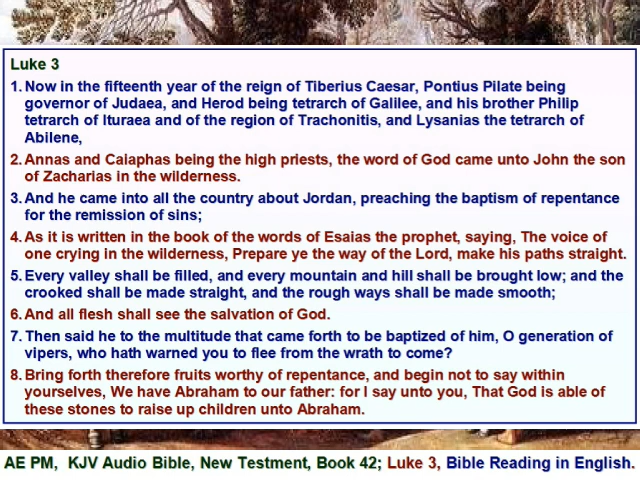 Luke 3
1. Now in the fifteenth year of the reign of Tiberius Caesar, Pontius Pilate being
governor of Judaea, and Herod being tetrarch of Galilee, and his brother Philip
tetrarch of Ituraea and of the region of Trachonitis, and Lysanias the tetrarch of
Abilene,
2. Annas and Caiaphas being the high priests, the word of God came unto John the son
of Zacharias in the wilderness.
3. And he came into all the country about Jordan, preaching the baptism of repentance
for the remission of sins;
4. As it is written in the book of the words of Esaias the prophet, saying, The voice of
one crying in the wilderness, Prepare ye the way of the Lord, make his paths straight.
5. Every valley shall be filled, and every mountain and hill shall be brought low; and the
crooked shall be made straight, and the rough ways shall be made smooth;
6. And all flesh shall see the salvation of God.
7. Then said he to the multitude that came forth to be baptized of him, O generation of
vipers, who hath warned you to flee from the wrath to come?
8. Bring forth therefore fruits worthy of repentance, and begin not to say within
yourselves, We have Abraham to our father: for I say unto you, That God is able of
these stones to raise up children unto Abraham.
AE PM, KJV Audio Bible, New Testment, Book 42; Luke 3, Bible Reading in English.